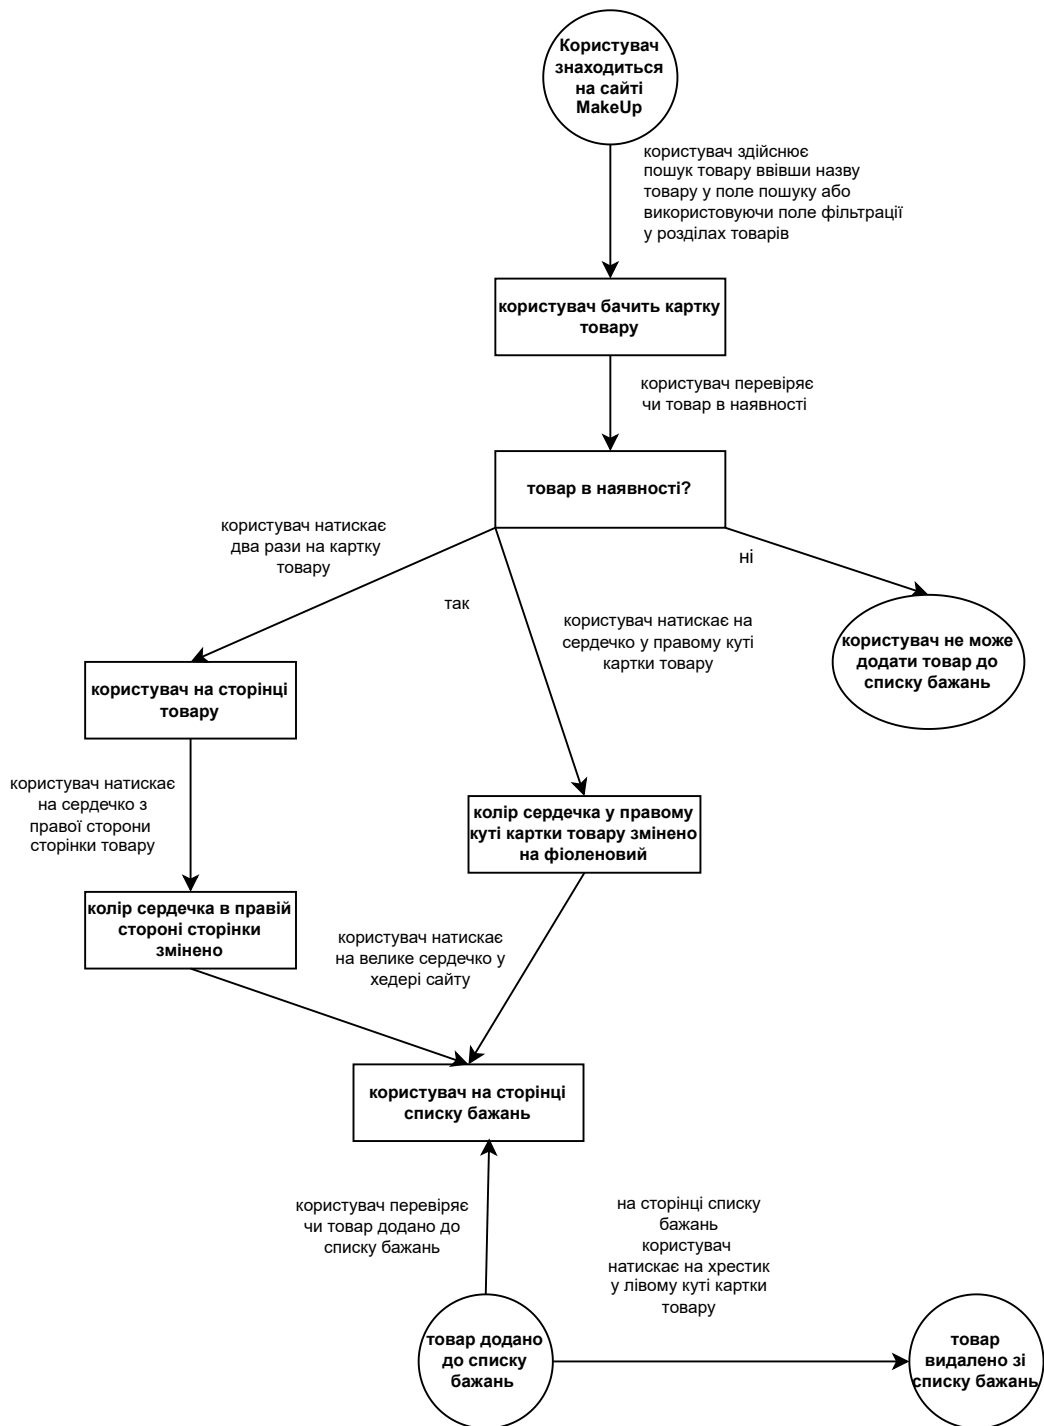 Користувач
знаходиться
на сайті
MakeUp
користувач здійснює
пошук товару ввівши назву
товару у поле пошуку або
використовуючи поле фільтрації
у розділах товарів
користувач бачить картку
товару
користувач перевіряє
чи товар в наявності
товар в наявності?
користувач натискає
два рази на картку
товару
так
ні
користувач натискає на
сердечко у правому куті
картки товару
користувач не може
додати товар до
списку бажань
користувач на сторінці
товару
користувач натискає
на сердечко з
правої сторони
сторінки товару
колір сердечка у правому
куті картки товару змінено
на фіоленовий
колір сердечка в правій
стороні сторінки
змінено
користувач натискає
на велике сердечко у
хедері сайту
користувач на сторінці
списку бажань
користувач перевіряє
чи товар додано до
списку бажань
на сторінці списку
бажань
користувач
натискає на хрестик
у лівому куті картки
товару
товар додано
до списку
бажань
товар
видалено зі
списку бажань